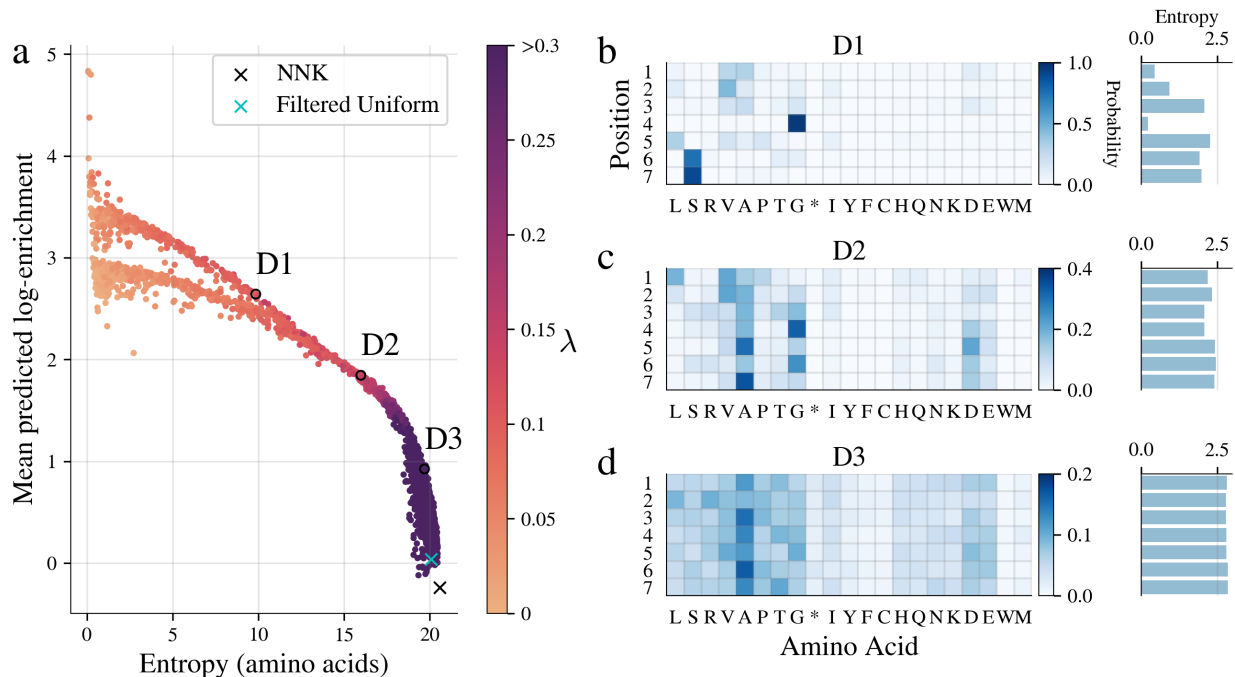 a
5
4
3
2
1
0
Mean predicted log-enrichment
0 5 10 15 20
Entropy (amino acids)
NNK
Filtered Uniform
D1
D2
D3
>0.3
0.25
0.2
0.15
0.1
0.05
0
λ
b
D1
Position
1
2
3
4
5
6
7
L S R V A P T G * I Y F C H Q N K D E W M
1.0
0.5
0.0
Probability
Entropy
0.0 2.5
c
D2
1
2
3
4
5
6
7
L S R V A P T G * I Y F C H Q N K D E W M
0.4
0.2
0.0
0.0 2.5
d
D3
1
2
3
4
5
6
7
L S R V A P T G * I Y F C H Q N K D E W M
Amino Acid
0.2
0.1
0.0
0.0 2.5